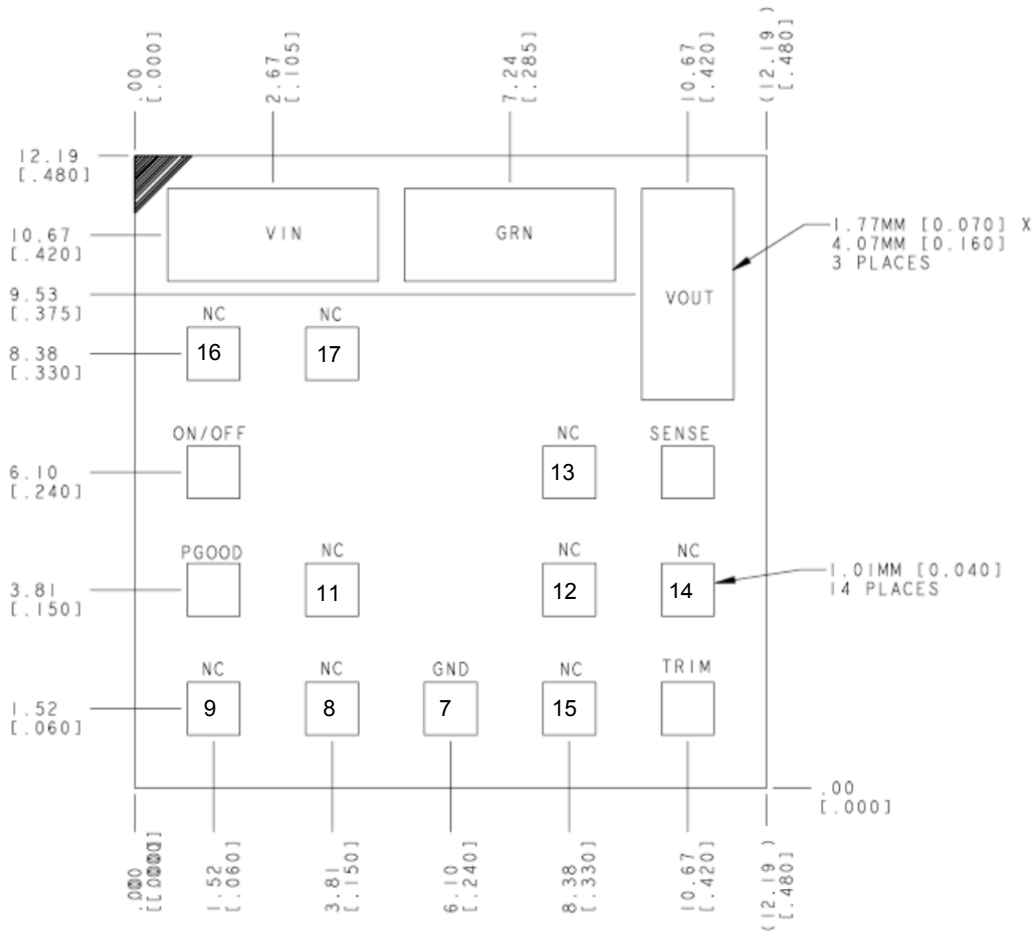 .00
[.000]
2.67
[.105]
7.24
[.285]
10.67
[.420]
(12.19 )
[.480]
12.19
[.480]
10.67
[.420]
VIN
GRN
1.77MM [0.070] X
4.07MM [0.160]
3 PLACES
9.53
[.375]
VOUT
NC
NC
8.38
[.330]
16
17
ON/OFF
NC
SENSE
6.10
[.240]
13
PGOOD
NC
NC
NC
3.81
[.150]
11
12
14
1.01MM [0.040]
14 PLACES
NC
NC
GND
NC
TRIM
1.52
[.060]
9
8
7
15
.00
[.000]
1.52
[.060]
3.81
[.150]
6.10
[.240]
8.38
[.330]
10.67
[.420]
(12.19 )
[.480]